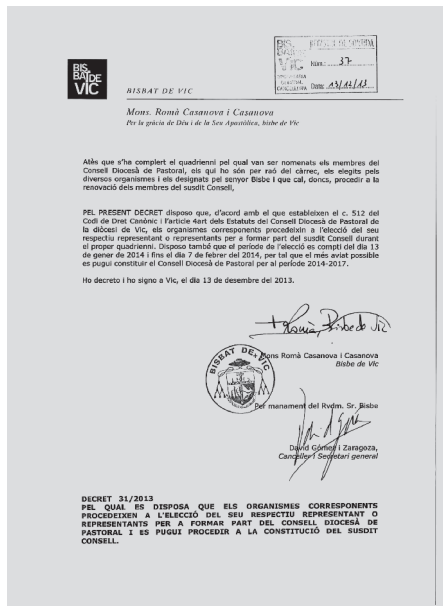 BIS
BAT DE
VIC
BISBAT DE VIC
BIS
BAT DE
VIC
Núm.: 37
Data: 13/12/13
Mons. Romà Casanova i Casanova
Per la gràcia de Déu i de la Seu Apostòlica, bisbe de Vic
Atès que s'ha complert el quadrienni pel qual van ser nomenats els membres del
Consell Diocesà de Pastoral, els qui ho són per raó del càrrec, els elegits pels
diversos organismes i els designats pel senyor Bisbe i que cal, doncs, procedir a la
renovació dels membres del susdit Consell,
PEL PRESENT DECRET disposo que, d'acord amb el que estableixen el c. 512 del
Codi de Dret Canònic i l'article 4art dels Estatuts del Consell Diocesà de Pastoral de
la diòcesi de Vic, els organismes corresponents procedeixin a l'elecció del seu
respectiu representant o representants per a formar part del susdit Consell durant
el proper quadrienni. Disposo també que el període de l'elecció es compti del dia 13
de gener de 2014 i fins el dia 7 de febrer del 2014, per tal que el més aviat possible
es pugui constituir el Consell Diocesà de Pastoral per al període 2014-2017.
Ho decreto i ho signo a Vic, el dia 13 de desembre del 2013.
+ Romà, Bisbe de Vic
BISBAT DE VIC
Mons Romà Casanova i Casanova
Bisbe de Vic
Per manament del Rvdm. Sr. Bisbe
David Gómez i Zaragoza,
Canceller i Secretari general
DECRET 31/2013
PEL QUAL ES DISPOSA QUE ELS ORGANISMES CORRESPONENTS
PROCEDEIXEN A L'ELECCIÓ DEL SEU RESPECTIU REPRESENTANT O
REPRESENTANTS PER A FORMAR PART DEL CONSELL DIOCESÀ DE
PASTORAL I ES PUGUI PROCEDIR A LA CONSTITUCIÓ DEL SUSDIT
CONSELL.